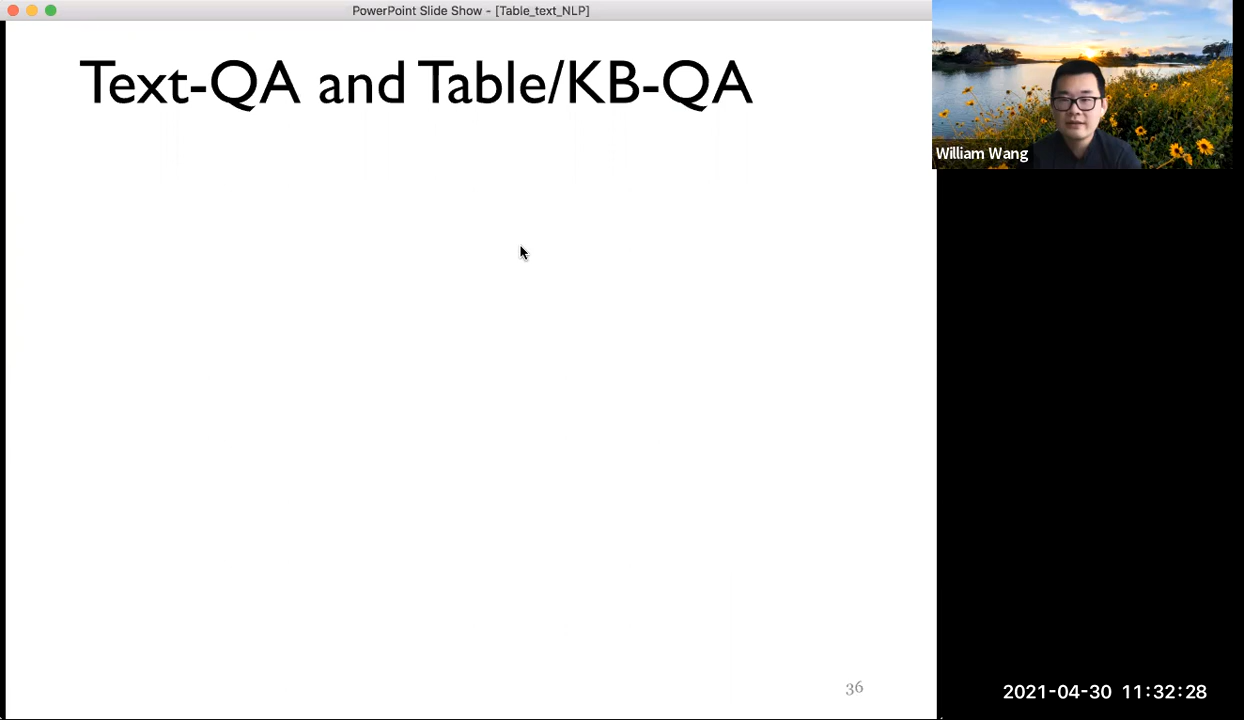 PowerPoint Slide Show - [Table_text_NLP]
Text-QA and Table/KB-QA
William Wang
36
2021-04-30 11:32:28